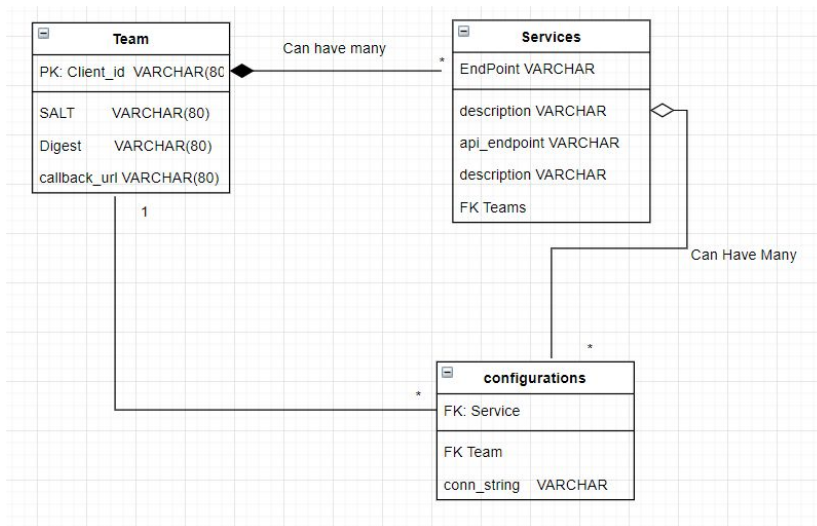 Team
PK: Client_id VARCHAR(80
SALT VARCHAR(80)
Digest VARCHAR(80)
callback_url VARCHAR(80)
Can have many
*
Services
EndPoint VARCHAR
description VARCHAR
api_endpoint VARCHAR
description VARCHAR
FK Teams
1
Can Have Many
*
*
configurations
FK: Service
FK Team
conn_string VARCHAR